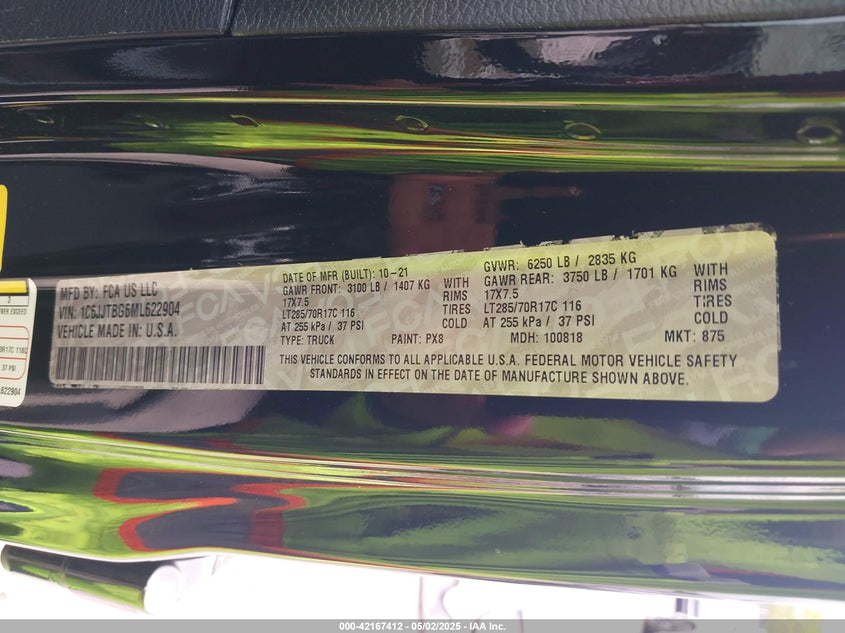 MFD BY: FCA US LLC
VIN: 1C6JJTBG6ML622904
VEHICLE MADE IN U.S.A.
DATE OF MFR (BUILT): 10-21
GAWR FRONT: 3100 LB / 1407 KG WITH
17X7.5 RIMS
LT285/70R17C 116 TIRES
AT 255 kPa / 37 PSI COLD
TYPE: TRUCK PAINT: PX8
GVWR: 6250 LB / 2835 KG
GAWR REAR: 3750 LB / 1701 KG WITH
17X7.5 RIMS
LT285/70R17C 116 TIRES
AT 255 kPa / 37 PSI COLD
MDH: 100818 MKT: 875
THIS VEHICLE CONFORMS TO ALL APPLICABLE U.S.A. FEDERAL MOTOR VEHICLE SAFETY
STANDARDS IN EFFECT ON THE DATE OF MANUFACTURE SHOWN ABOVE.
0R17C 116Q
37 PSI
622904
000-42167412 - 05/02/2025 - IAA Inc.